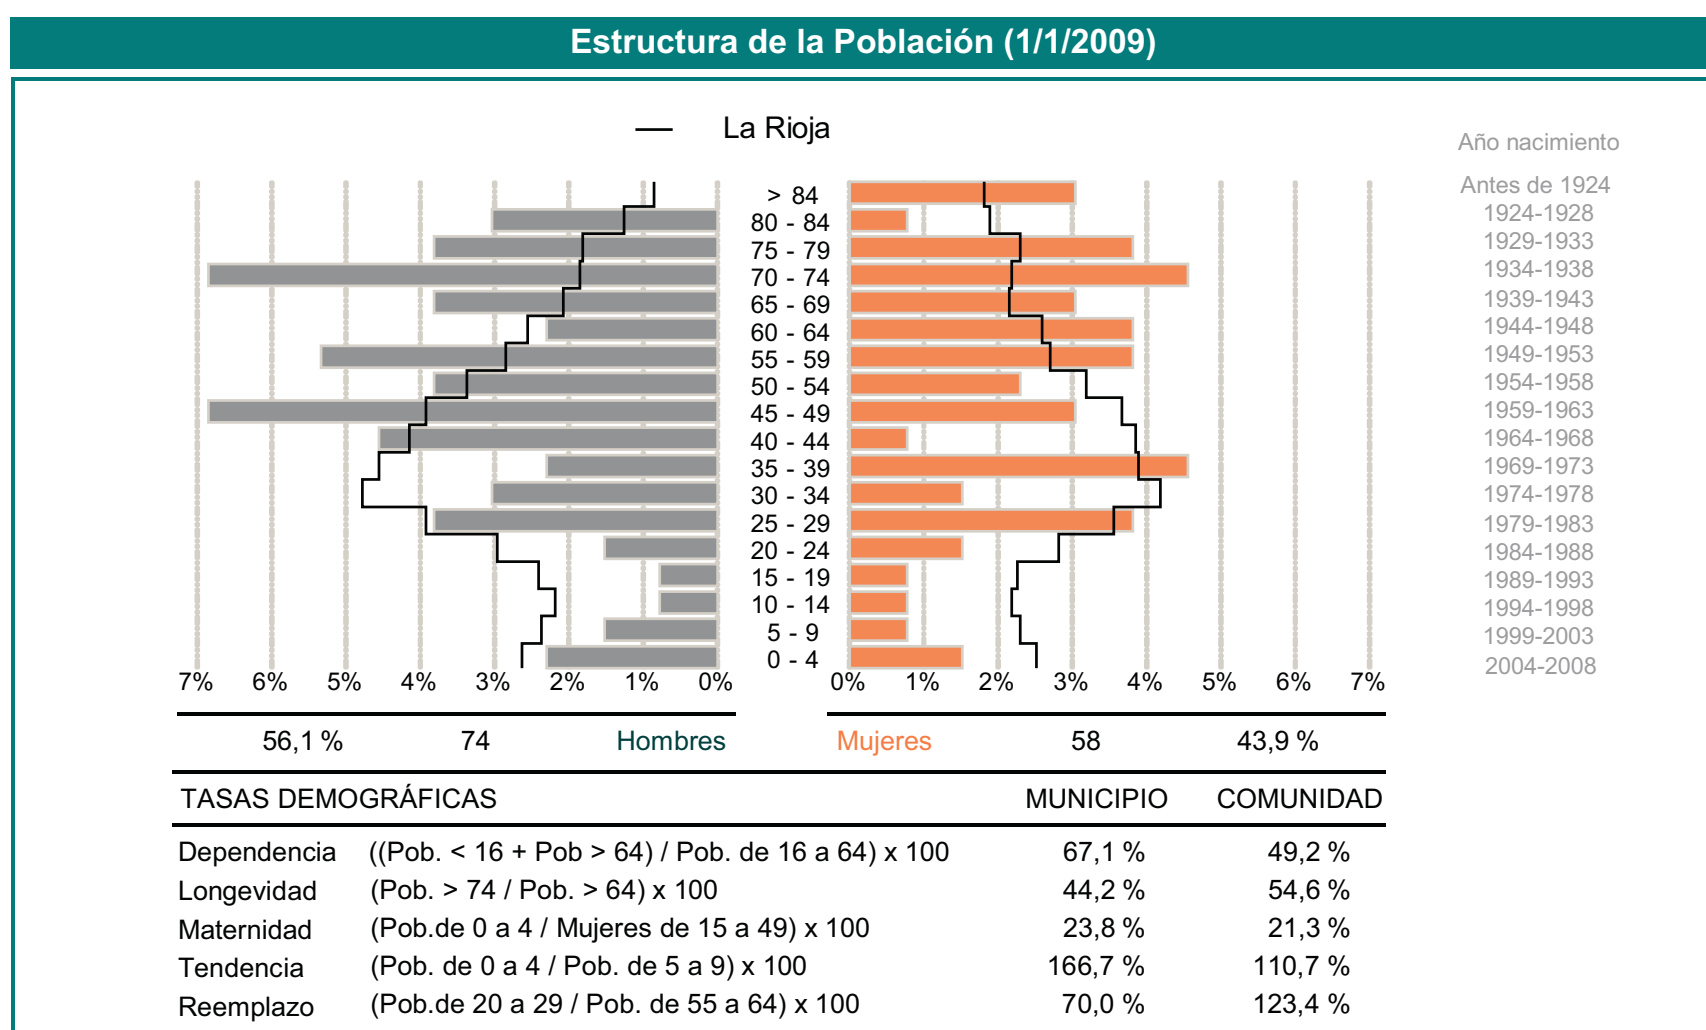 Estructura de la Población (1/1/2009)
La Rioja
Año nacimiento
> 84 Antes de 1924
80 - 84 1924-1928
75 - 79 1929-1933
70 - 74 1934-1938
65 - 69 1939-1943
60 - 64 1944-1948
55 - 59 1949-1953
50 - 54 1954-1958
45 - 49 1959-1963
40 - 44 1964-1968
35 - 39 1969-1973
30 - 34 1974-1978
25 - 29 1979-1983
20 - 24 1984-1988
15 - 19 1989-1993
10 - 14 1994-1998
5 - 9 1999-2003
0 - 4 2004-2008
7% 6% 5% 4% 3% 2% 1% 0% 0% 1% 2% 3% 4% 5% 6% 7%
56,1 % 74 Hombres Mujeres 58 43,9 %
TASAS DEMOGRÁFICAS MUNICIPIO COMUNIDAD
Dependencia ((Pob. < 16 + Pob > 64) / Pob. de 16 a 64) x 100 67,1 % 49,2 %
Longevidad (Pob. > 74 / Pob. > 64) x 100 44,2 % 54,6 %
Maternidad (Pob.de 0 a 4 / Mujeres de 15 a 49) x 100 23,8 % 21,3 %
Tendencia (Pob. de 0 a 4 / Pob. de 5 a 9) x 100 166,7 % 110,7 %
Reemplazo (Pob.de 20 a 29 / Pob. de 55 a 64) x 100 70,0 % 123,4 %